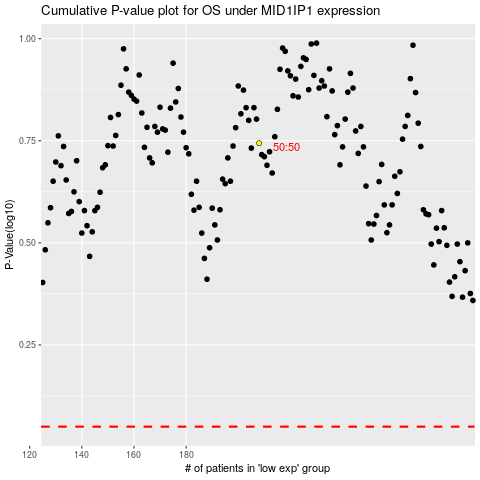 Cumulative P-value plot for OS under MID1IP1 expression
1.00
0.75
0.50
0.25
P-Value(log10)
50:50
120 140 160 180
# of patients in 'low exp' group